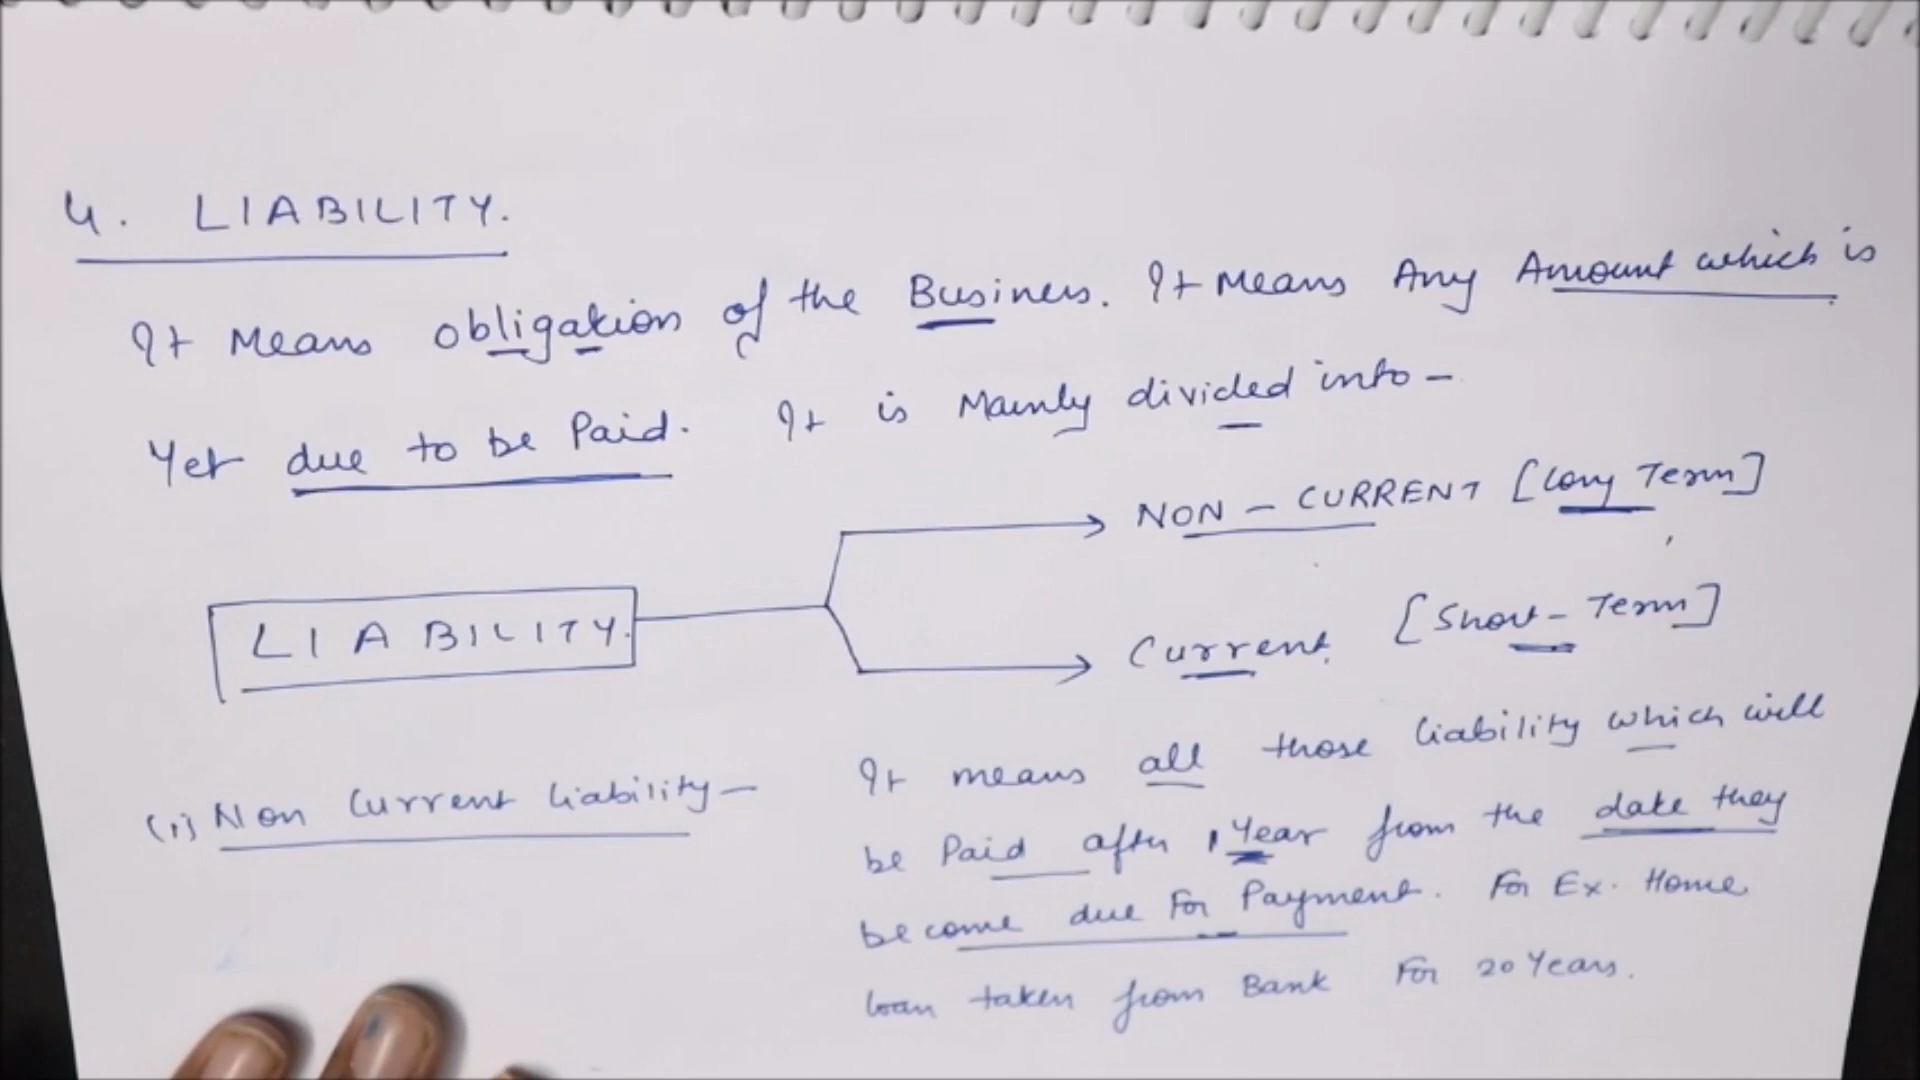 4. LIABILITY.
It Means obligation of the Business. It Means Any Amount which is
Yet due to be Paid. It is Mainly divided into -
NON - CURRENT [Long Term]
LIABILITY.
Current. [Short - Term]
(i) Non Current liability - It means all those liability which will
be Paid after 1 Year from the date they
become due For Payment. For Ex. Home
loan taken from Bank For 20 Years.